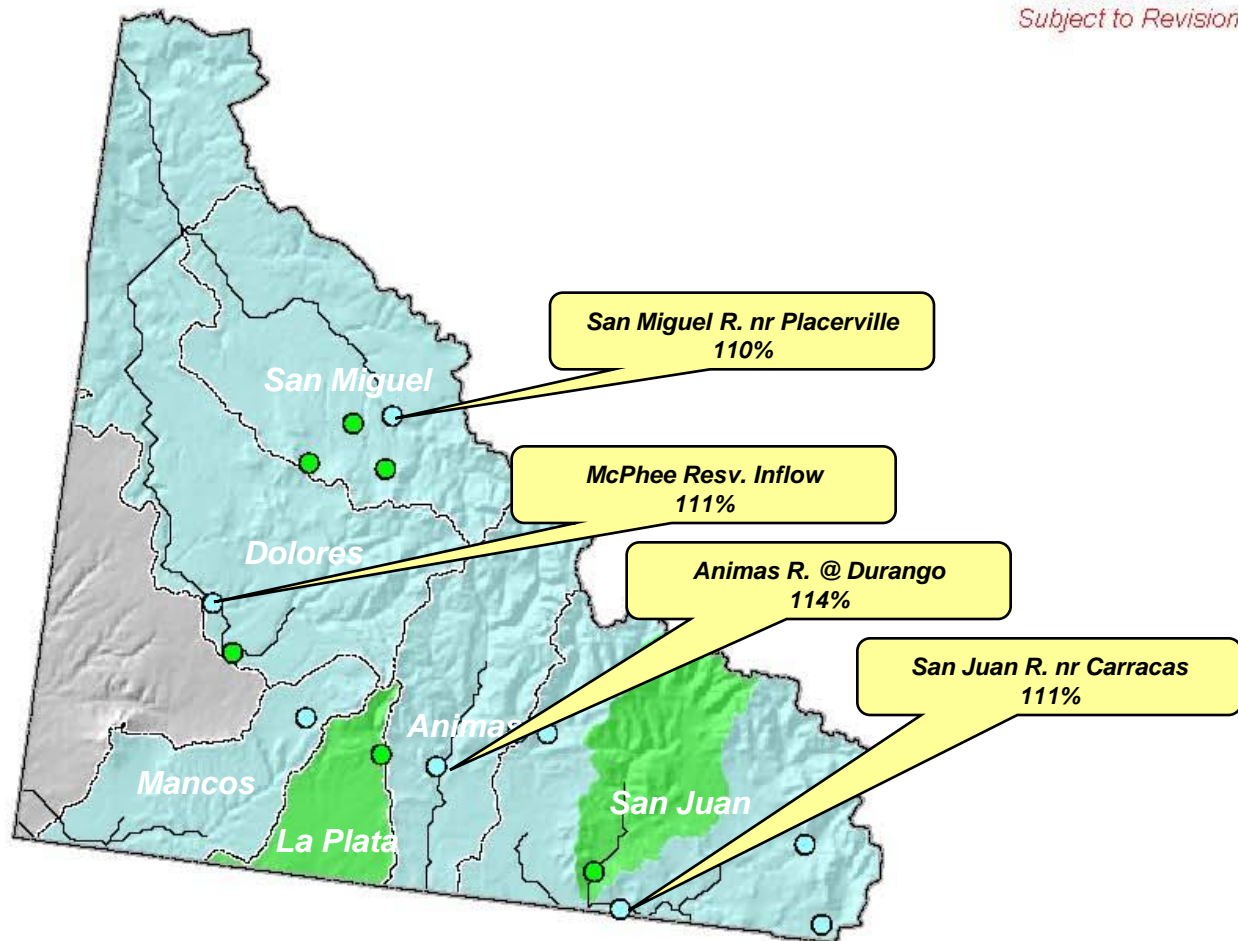 Subject to Revision
San Miguel R. nr Placerville
110%
San Miguel
McPhee Resv. Inflow
111%
Dolores
Animas R. @ Durango
114%
San Juan R. nr Carracas
111%
Animas
Mancos
San Juan
La Plata